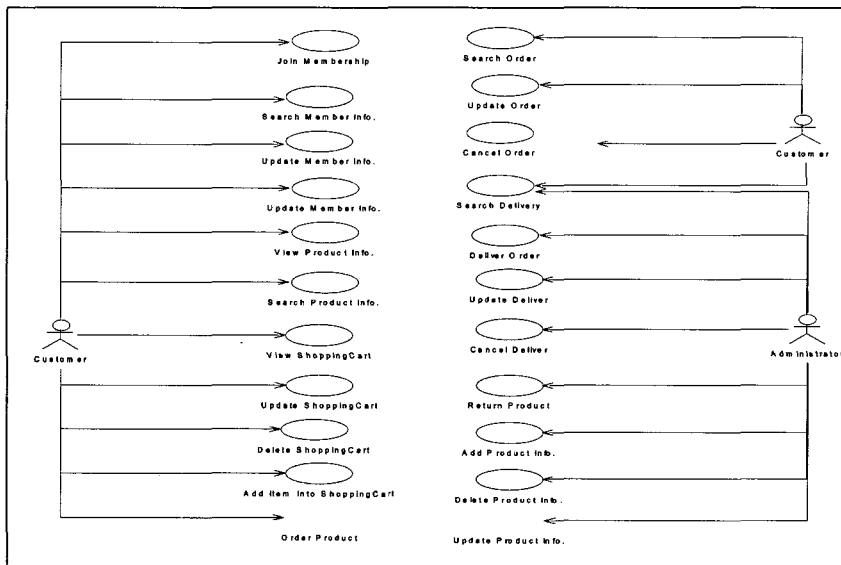 Join Membership
Search Member Info.
Update Member Info.
Update Member Info.
View Product Info.
Search Product Info.
Customer
View ShoppingCart
Update ShoppingCart
Delete ShoppingCart
Add Item Into ShoppingCart
Order Product
Search Order
Update Order
Cancel Order
Customer
Search Delivery
Deliver Order
Update Deliver
Cancel Deliver
Administrator
Return Product
Add Product Info.
Delete Product Info.
Update Product Info.